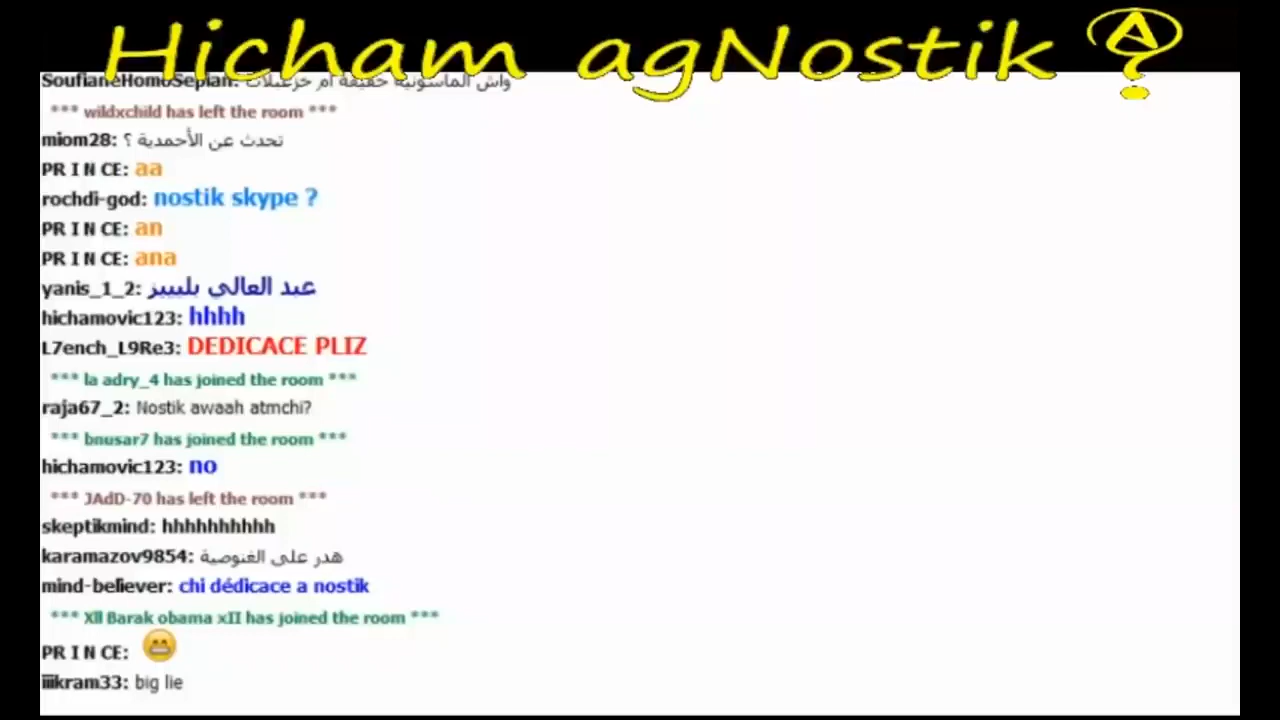 Hicham agNostik ?
A
SoufianeHomoSepian: واش الماسونية حقيقة أم خزعبلات
*** wildxchild has left the room ***
miom28: تحدث عن الأحمدية ؟
PR I N CE: aa
rochdi-god: nostik skype ?
PR I N CE: an
PR I N CE: ana
yanis_1_2: عبد العالي بلييييز
hichamovic123: hhhh
L7ench_L9Re3: DEDICACE PLIZ
*** la adry_4 has joined the room ***
raja67_2: Nostik awaah atmchi?
*** bnusar7 has joined the room ***
hichamovic123: no
*** JAdD-70 has left the room ***
skeptikmind: hhhhhhhhhh
karamazov9854: هدر على الغنوصية
mind-believer: chi dédicace a nostik
*** XII Barak obama xII has joined the room ***
PR I N CE: 😁
iiikram33: big lie